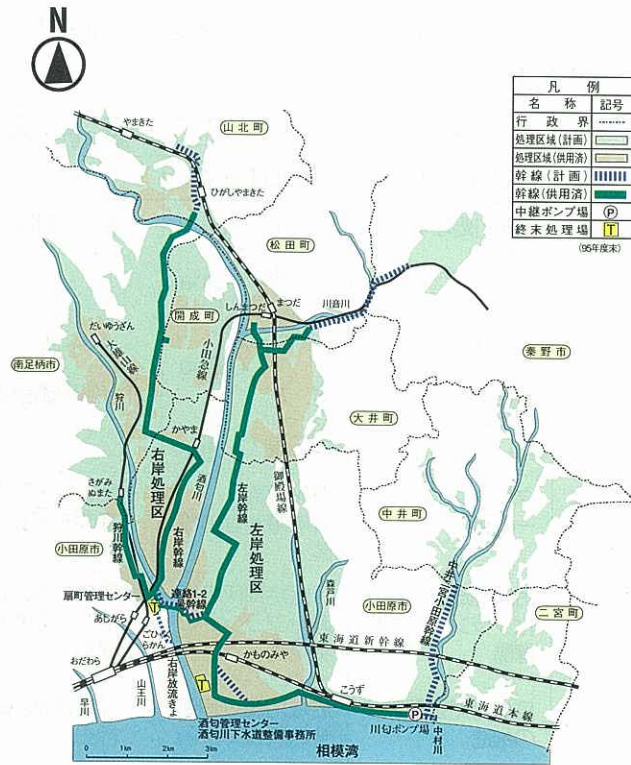 N
凡 例
名 称 記号
行 政 界
処理区域(計画)
処理区域(供用済)
幹線(計画)
幹線(供用済)
中継ポンプ場 P
終末処理場 T
(95年度末)
やまきた
山北町
ひがしやまきた
松田町
開成町
しんまつだ
まつだ
川音川
だいゆうざん
大雄山線
小田急線
南足柄市
狩川
秦野市
大井町
かやま
酒匂川
右岸処理区
左岸幹線
左岸処理区
御殿場線
さがみ
ぬまた
狩川幹線
右岸幹線
中井町
小田原市
中井二宮小田原幹線
扇町管理センター
T
連絡1-2
幹線
森戸川
小田原市
二宮町
あしがら
ごひゃく
らかん
東海道新幹線
おだわら
かものみや
右岸放流きょ
山王川
早川
T
こうず
東海道本線
P
酒匂管理センター
酒匂川下水道整備事務所
川匂ポンプ場
中村川
0 1km 2km 3km
相模湾